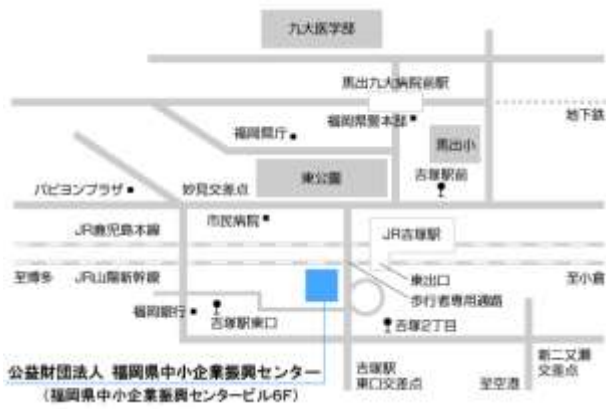 九大医学部
馬出九大病院前駅
地下鉄
福岡県警本部
福岡県庁
馬出小
東公園
吉塚駅前
パピヨンプラザ
妙見交差点
市民病院
JR鹿児島本線
JR吉塚駅
至博多
JR山陽新幹線
東出口
至小倉
歩行者専用通路
福岡銀行
吉塚駅東口
吉塚2丁目
公益財団法人 福岡県中小企業振興センター
(福岡県中小企業振興センタービル6F)
吉塚駅
東口交差点
至空港
新二又瀬
交差点